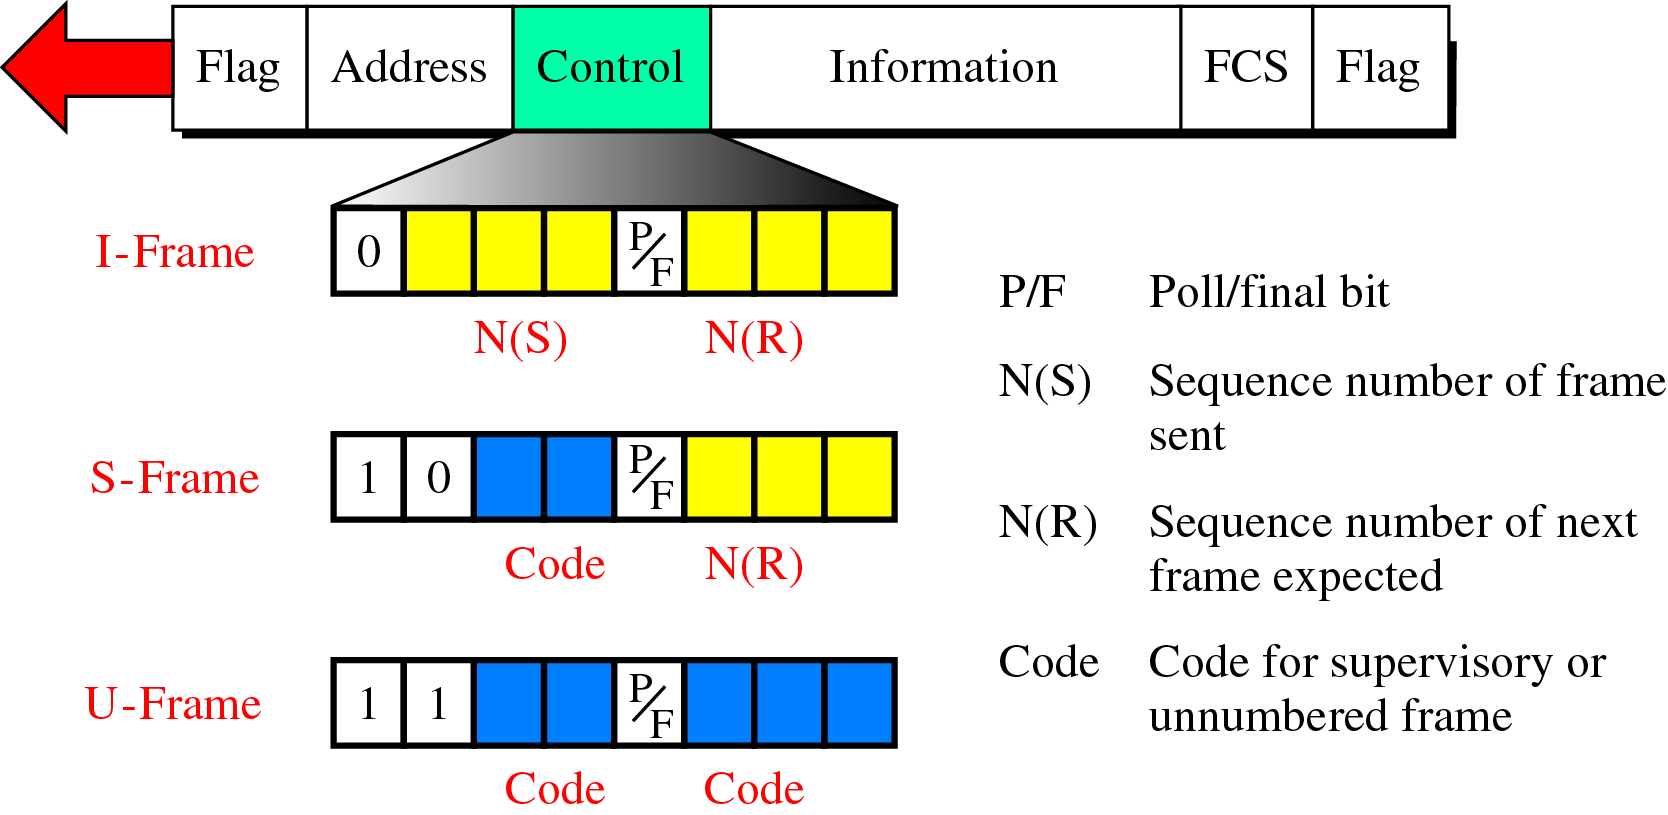 Flag Address Control Information FCS Flag
I-Frame 0 P/F
N(S) N(R)
S-Frame 1 0 P/F
Code N(R)
U-Frame 1 1 P/F
Code Code
P/F Poll/final bit
N(S) Sequence number of frame
sent
N(R) Sequence number of next
frame expected
Code Code for supervisory or
unnumbered frame